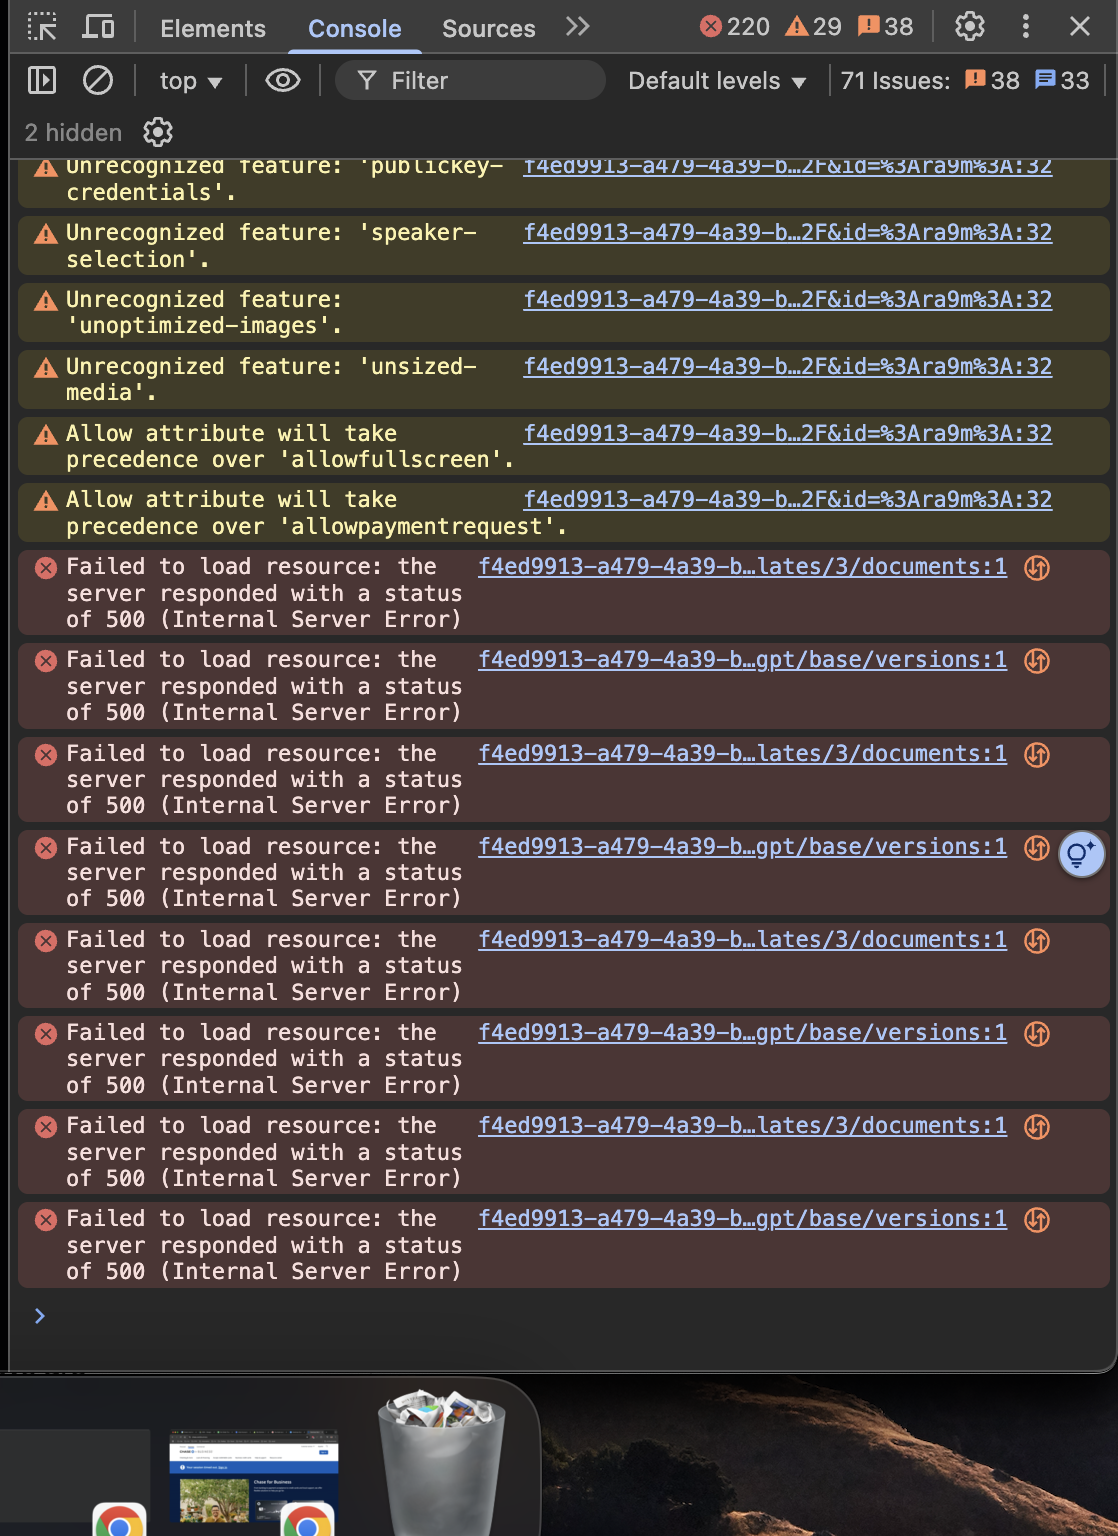 Elements Console Sources 220 29 38
top Filter Default levels 71 Issues: 38 33
2 hidden
Unrecognized feature: 'publickey- f4ed9913-a479-4a39-b…2F&id=%3Ara9m%3A:32
credentials'.
Unrecognized feature: 'speaker- f4ed9913-a479-4a39-b…2F&id=%3Ara9m%3A:32
selection'.
Unrecognized feature: f4ed9913-a479-4a39-b…2F&id=%3Ara9m%3A:32
'unoptimized-images'.
Unrecognized feature: 'unsized- f4ed9913-a479-4a39-b…2F&id=%3Ara9m%3A:32
media'.
Allow attribute will take f4ed9913-a479-4a39-b…2F&id=%3Ara9m%3A:32
precedence over 'allowfullscreen'.
Allow attribute will take f4ed9913-a479-4a39-b…2F&id=%3Ara9m%3A:32
precedence over 'allowpaymentrequest'.
Failed to load resource: the f4ed9913-a479-4a39-b…lates/3/documents:1
server responded with a status
of 500 (Internal Server Error)
Failed to load resource: the f4ed9913-a479-4a39-b…gpt/base/versions:1
server responded with a status
of 500 (Internal Server Error)
Failed to load resource: the f4ed9913-a479-4a39-b…lates/3/documents:1
server responded with a status
of 500 (Internal Server Error)
Failed to load resource: the f4ed9913-a479-4a39-b…gpt/base/versions:1
server responded with a status
of 500 (Internal Server Error)
Failed to load resource: the f4ed9913-a479-4a39-b…lates/3/documents:1
server responded with a status
of 500 (Internal Server Error)
Failed to load resource: the f4ed9913-a479-4a39-b…gpt/base/versions:1
server responded with a status
of 500 (Internal Server Error)
Failed to load resource: the f4ed9913-a479-4a39-b…lates/3/documents:1
server responded with a status
of 500 (Internal Server Error)
Failed to load resource: the f4ed9913-a479-4a39-b…gpt/base/versions:1
server responded with a status
of 500 (Internal Server Error)
Chase for Business